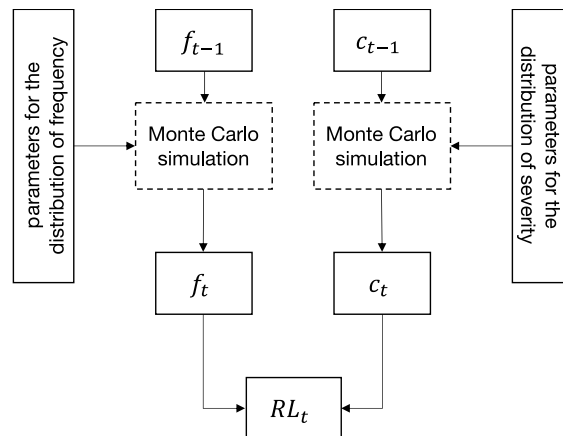 parameters for the
distribution of frequency
f_{t−1}
c_{t−1}
Monte Carlo
simulation
Monte Carlo
simulation
parameters for the
distribution of severity
f_t
c_t
RL_t